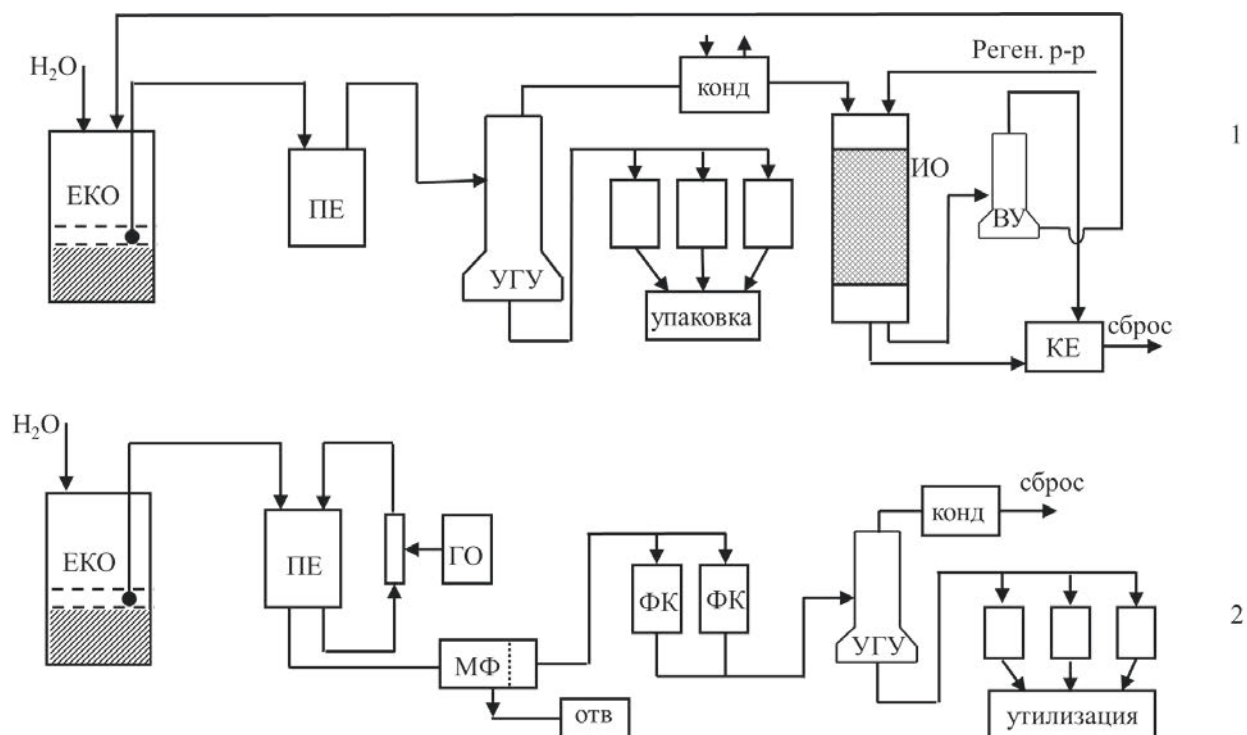 H₂O
Реген. р-р
конд
1
ЕКО
ПЕ
ИО
ВУ
УГУ
упаковка
КЕ
сброс
H₂O
сброс
конд
ЕКО
ПЕ
ГО
ФК
ФК
2
УГУ
МФ
отв
утилизация